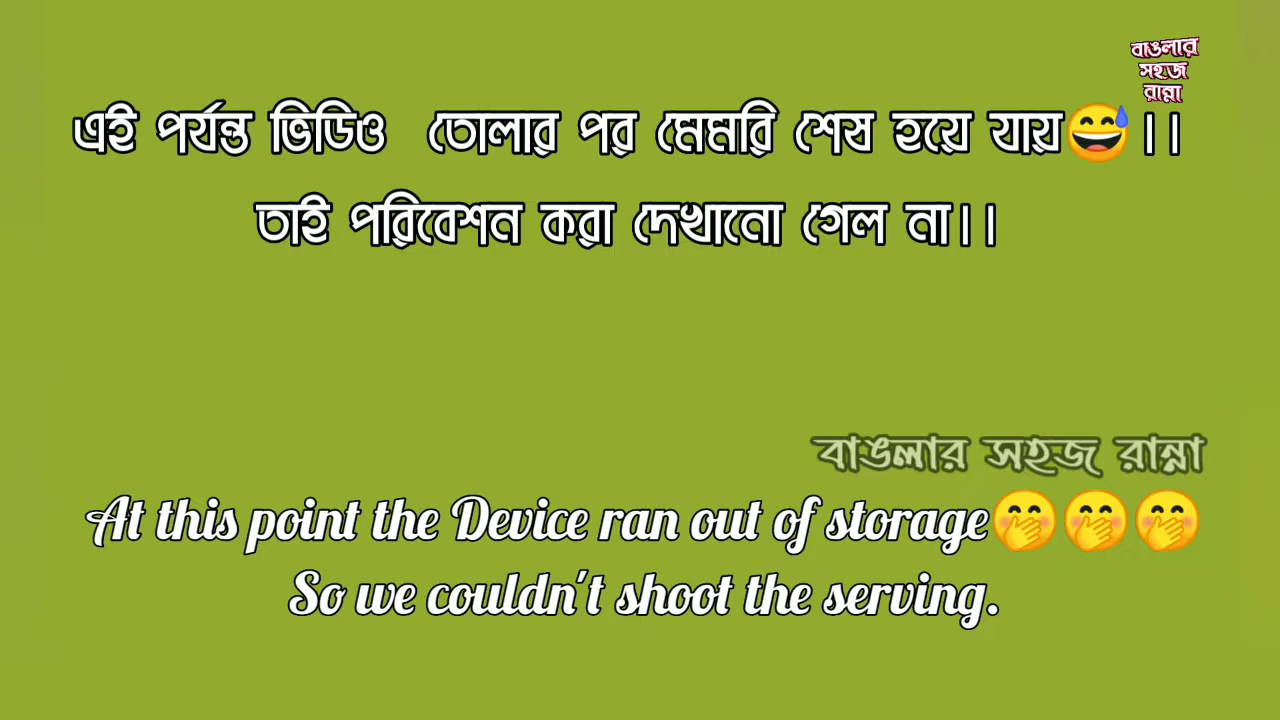 বাঙলার
সহজ
রান্না
এই পর্যন্ত ভিডিও তোলার পর মেমরি শেষ হয়ে যায়😅।।
তাই পরিবেশন করা দেখানো গেল না।।
বাঙলার সহজ রান্না
At this point the Device ran out of storage🤭🤭🤭
So we couldn't shoot the serving.